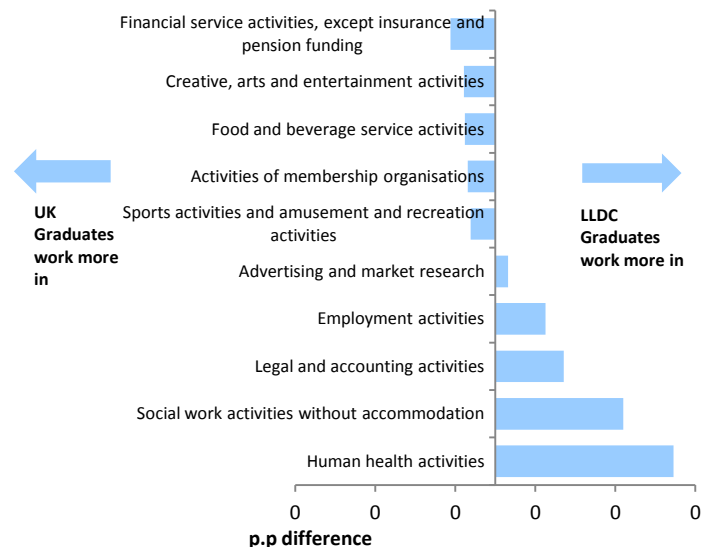 Financial service activities, except insurance and
pension funding
Creative, arts and entertainment activities
Food and beverage service activities
Activities of membership organisations
Sports activities and amusement and recreation
activities
Advertising and market research
Employment activities
Legal and accounting activities
Social work activities without accommodation
Human health activities
UK
Graduates
work more
in
LLDC
Graduates
work more in
0 0 0 0 0 0
p.p difference